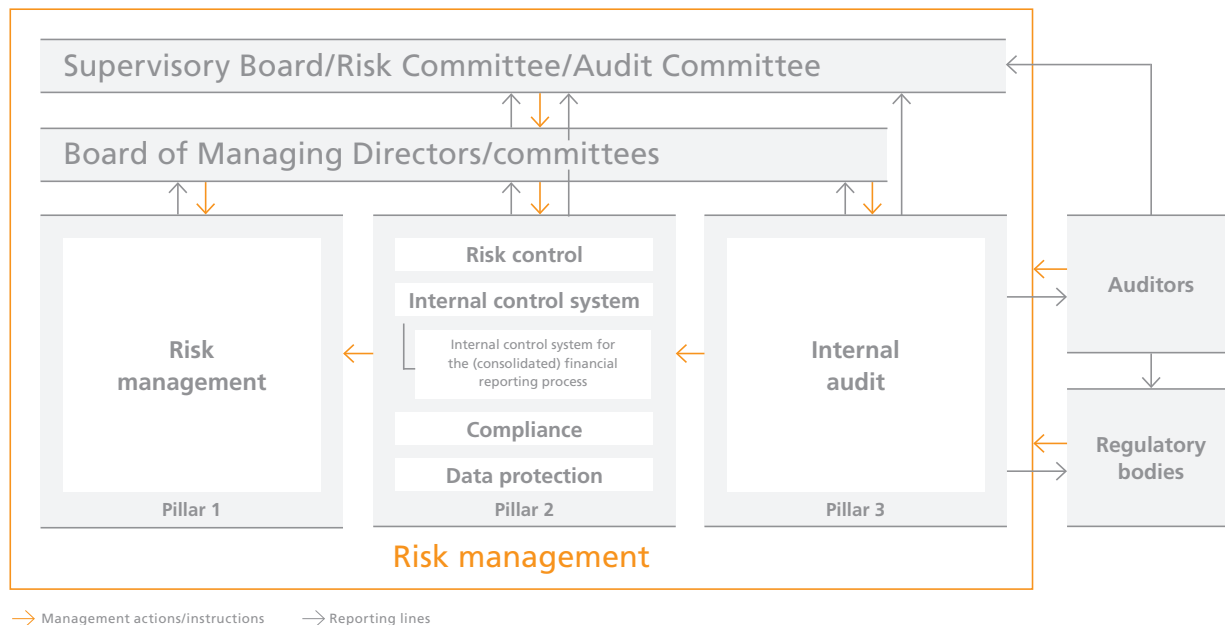 Supervisory Board/Risk Committee/Audit Committee
Board of Managing Directors/committees
Risk
management
Pillar 1
Risk control
Internal control system
Internal control system for
the (consolidated) financial
reporting process
Compliance
Data protection
Pillar 2
Internal
audit
Pillar 3
Auditors
Regulatory
bodies
Risk management
Management actions/instructions
Reporting lines